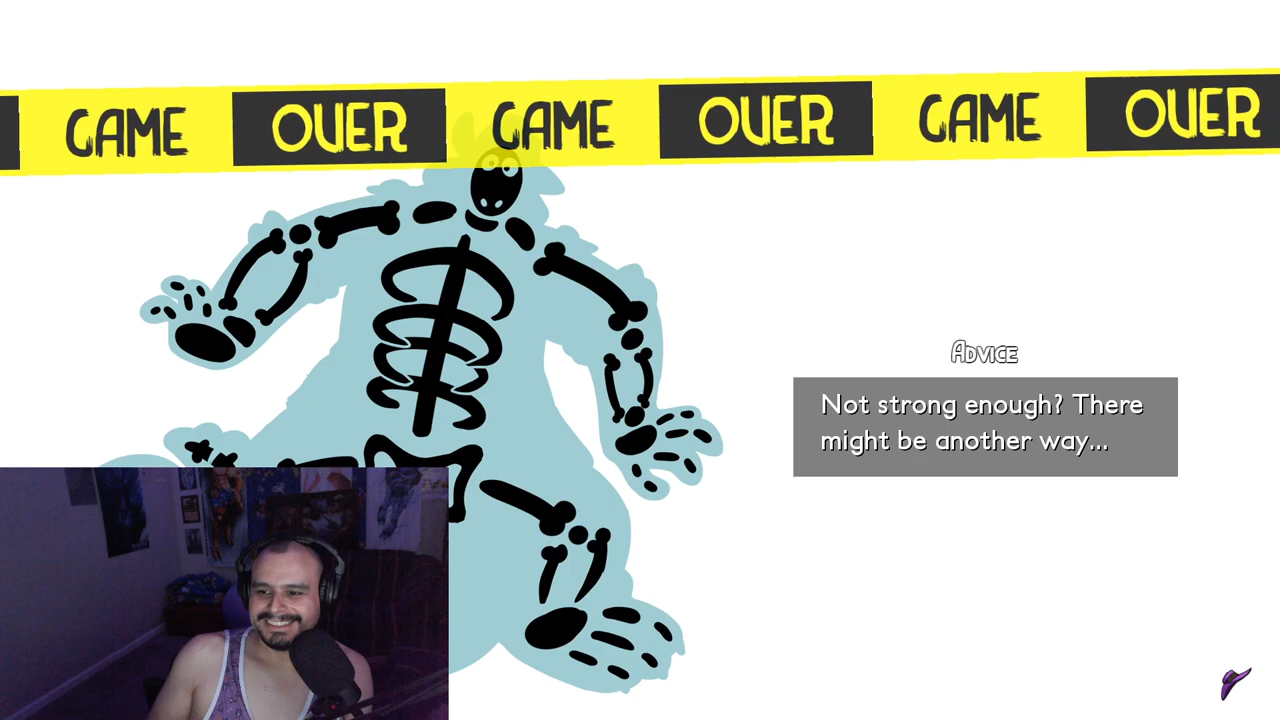 GAME OVER GAME OVER GAME OVER
Advice
Not strong enough? There
might be another way...